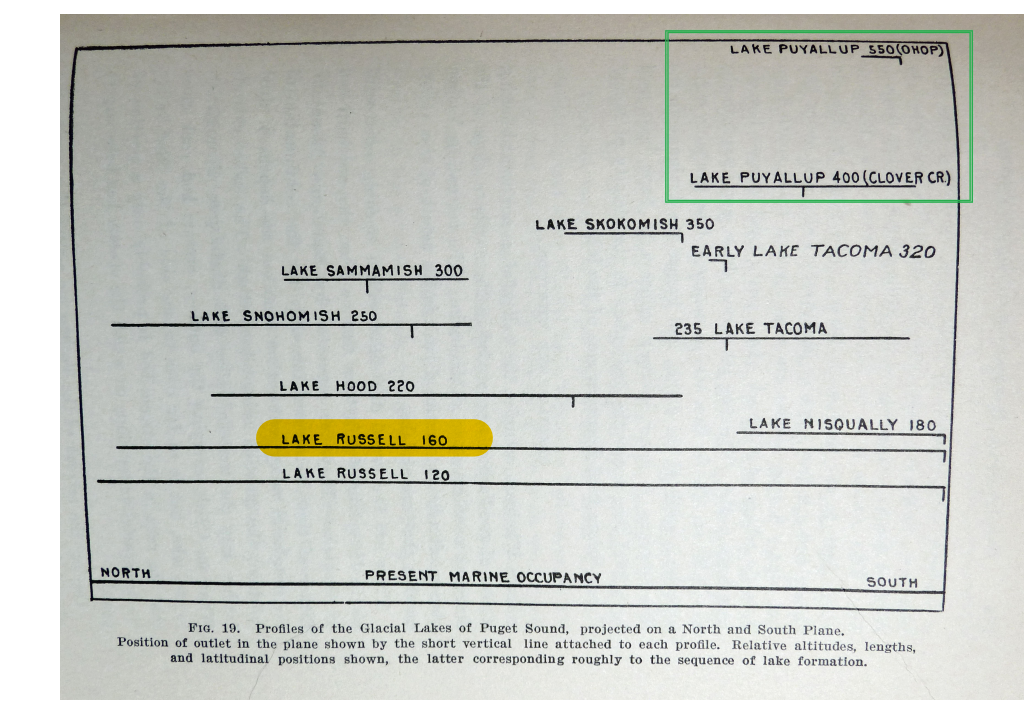 LAKE PUYALLUP 550(OHOP)
LAKE PUYALLUP 400(CLOVER CR.)
LAKE SKOKOMISH 350
EARLY LAKE TACOMA 320
LAKE SAMMAMISH 300
LAKE SNOHOMISH 250
235 LAKE TACOMA
LAKE HOOD 220
LAKE NISQUALLY 180
LAKE RUSSELL 160
LAKE RUSSELL 120
NORTH
PRESENT MARINE OCCUPANCY
SOUTH
FIG. 19. Profiles of the Glacial Lakes of Puget Sound, projected on a North and South Plane.
Position of outlet in the plane shown by the short vertical line attached to each profile. Relative altitudes, lengths,
and latitudinal positions shown, the latter corresponding roughly to the sequence of lake formation.